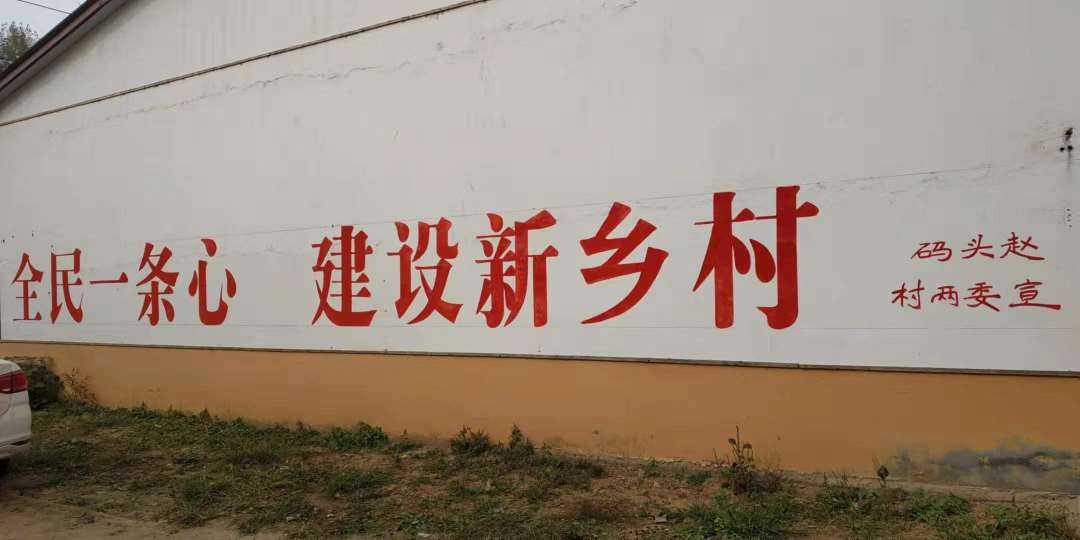 全民一条心 建设新乡村
码头赵
村两委宣